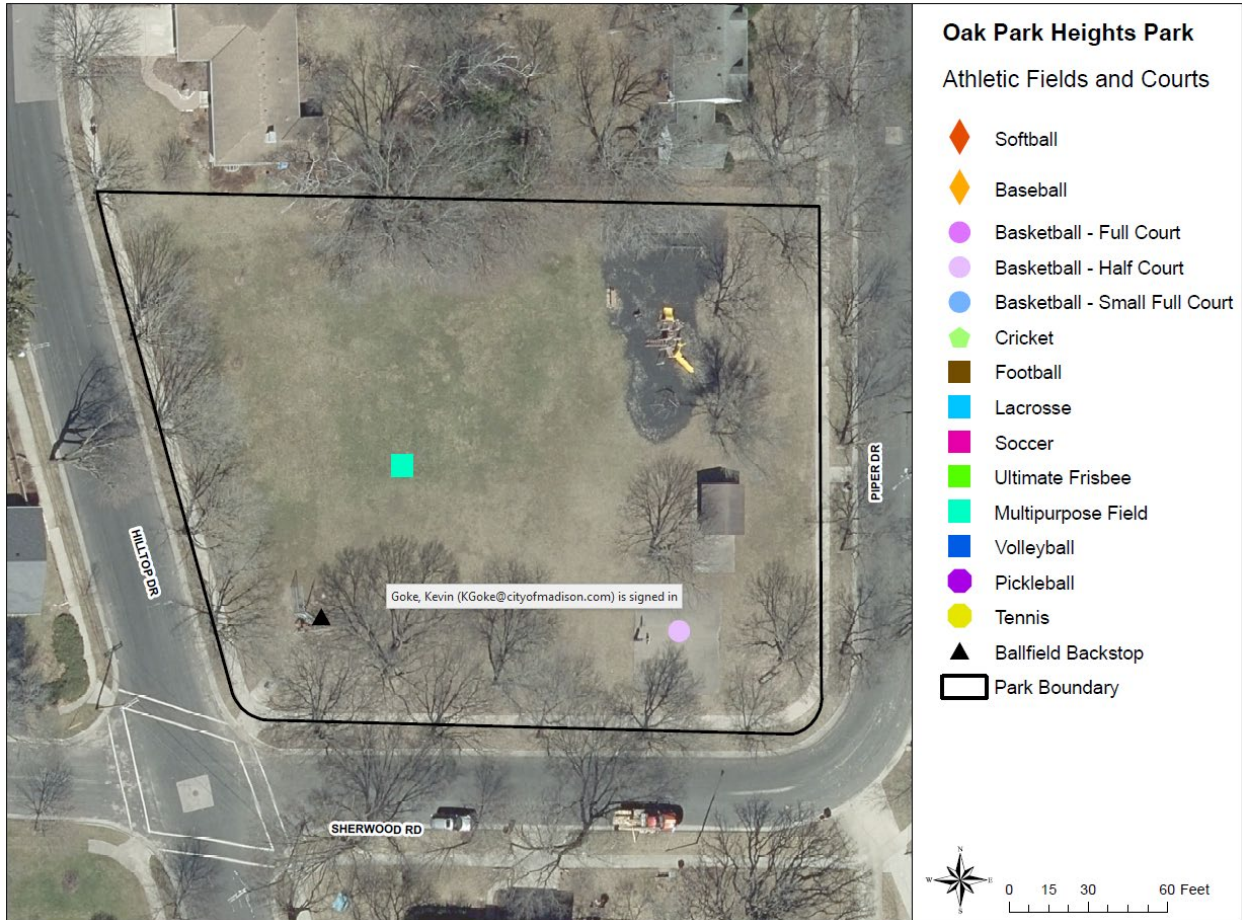 Oak Park Heights Park
Athletic Fields and Courts
Softball
Baseball
Basketball - Full Court
Basketball - Half Court
Basketball - Small Full Court
Cricket
Football
Lacrosse
Soccer
Ultimate Frisbee
Multipurpose Field
Volleyball
Pickleball
Tennis
Ballfield Backstop
Park Boundary
PIPER DR
HILLTOP DR
Goke, Kevin (KGoke@cityofmadison.com) is signed in
SHERWOOD RD
N
W E
S
0 15 30 60 Feet